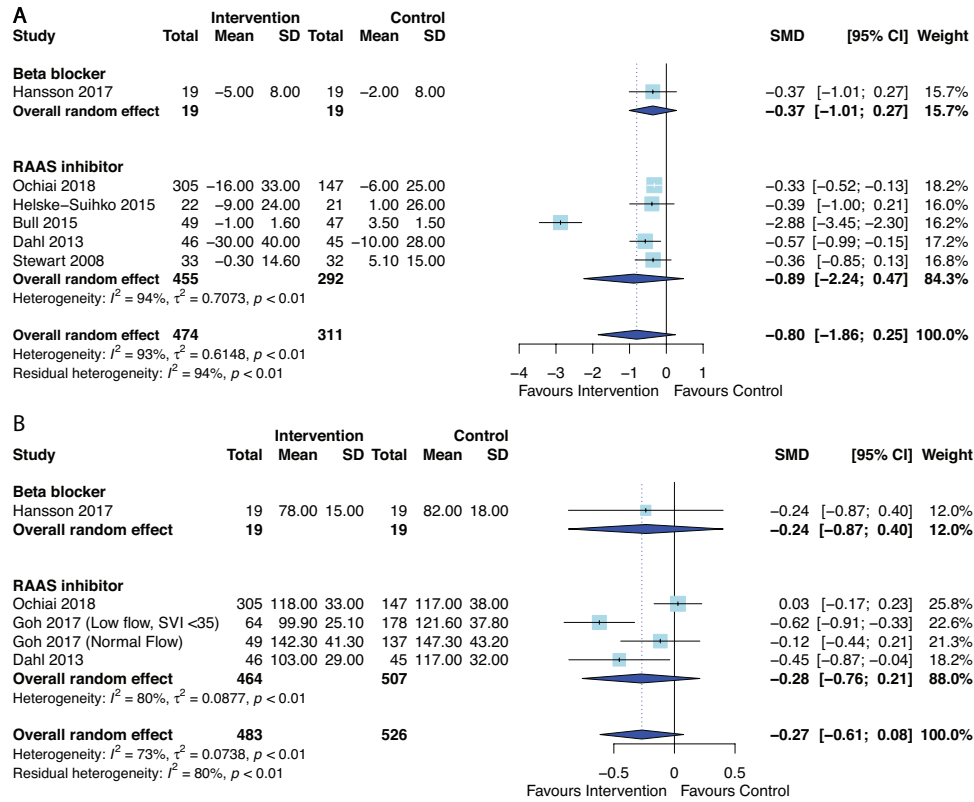 A
Intervention Control
Study Total Mean SD Total Mean SD SMD [95% CI] Weight
Beta blocker
Hansson 2017 19 −5.00 8.00 19 −2.00 8.00 −0.37 [−1.01; 0.27] 15.7%
Overall random effect 19 19 −0.37 [−1.01; 0.27] 15.7%
RAAS inhibitor
Ochiai 2018 305 −16.00 33.00 147 −6.00 25.00 −0.33 [−0.52; −0.13] 18.2%
Helske−Suihko 2015 22 −9.00 24.00 21 1.00 26.00 −0.39 [−1.00; 0.21] 16.0%
Bull 2015 49 −1.00 1.60 47 3.50 1.50 −2.88 [−3.45; −2.30] 16.2%
Dahl 2013 46 −30.00 40.00 45 −10.00 28.00 −0.57 [−0.99; −0.15] 17.2%
Stewart 2008 33 −0.30 14.60 32 5.10 15.00 −0.36 [−0.85; 0.13] 16.8%
Overall random effect 455 292 −0.89 [−2.24; 0.47] 84.3%
Heterogeneity: I² = 94%, τ² = 0.7073, p < 0.01
Overall random effect 474 311 −0.80 [−1.86; 0.25] 100.0%
Heterogeneity: I² = 93%, τ² = 0.6148, p < 0.01
Residual heterogeneity: I² = 94%, p < 0.01
−4 −3 −2 −1 0 1
Favours Intervention Favours Control
B
Intervention Control
Study Total Mean SD Total Mean SD SMD [95% CI] Weight
Beta blocker
Hansson 2017 19 78.00 15.00 19 82.00 18.00 −0.24 [−0.87; 0.40] 12.0%
Overall random effect 19 19 −0.24 [−0.87; 0.40] 12.0%
RAAS inhibitor
Ochiai 2018 305 118.00 33.00 147 117.00 38.00 0.03 [−0.17; 0.23] 25.8%
Goh 2017 (Low flow, SVI <35) 64 99.90 25.10 178 121.60 37.80 −0.62 [−0.91; −0.33] 22.6%
Goh 2017 (Normal Flow) 49 142.30 41.30 137 147.30 43.20 −0.12 [−0.44; 0.21] 21.3%
Dahl 2013 46 103.00 29.00 45 117.00 32.00 −0.45 [−0.87; −0.04] 18.2%
Overall random effect 464 507 −0.28 [−0.76; 0.21] 88.0%
Heterogeneity: I² = 80%, τ² = 0.0877, p < 0.01
Overall random effect 483 526 −0.27 [−0.61; 0.08] 100.0%
Heterogeneity: I² = 73%, τ² = 0.0738, p < 0.01
Residual heterogeneity: I² = 80%, p < 0.01
−0.5 0 0.5
Favours Intervention Favours Control